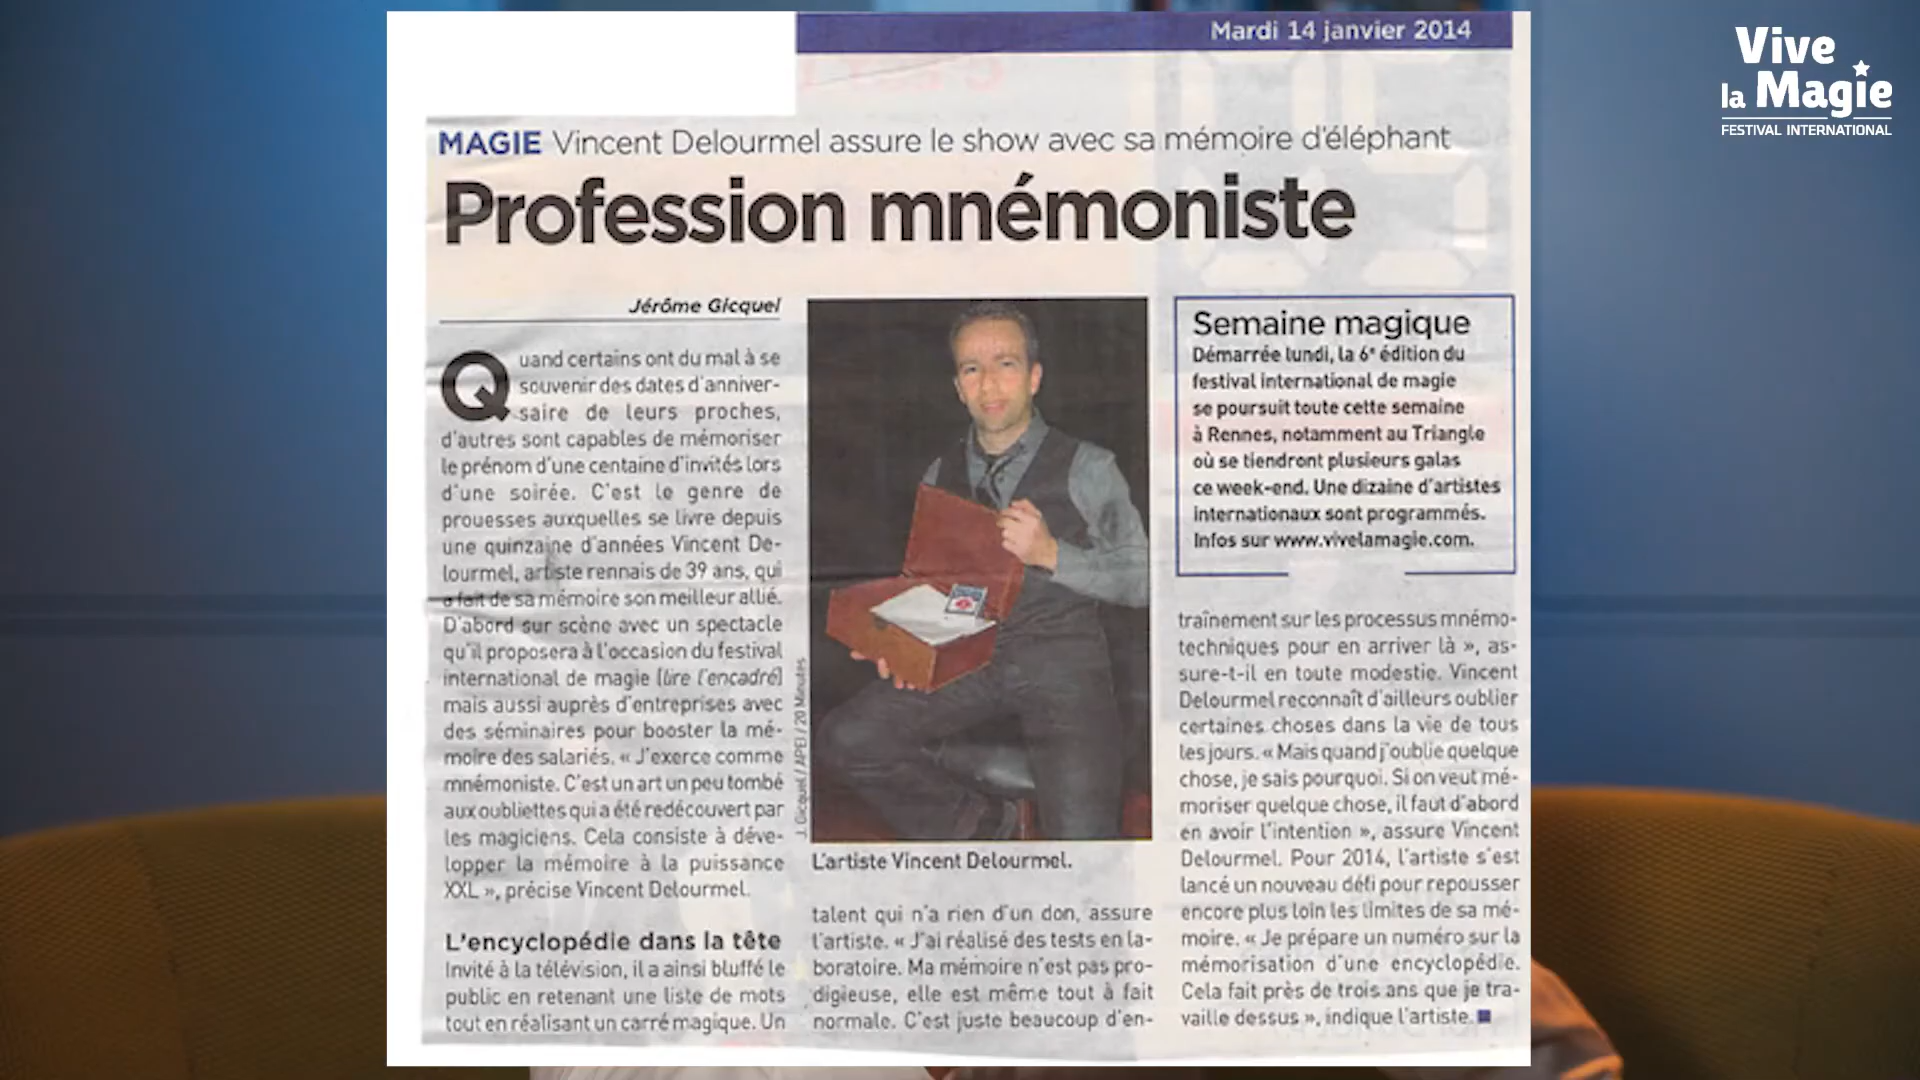 Mardi 14 janvier 2014
Vive
la Magie
FESTIVAL INTERNATIONAL
MAGIE Vincent Delourmel assure le show avec sa mémoire d'éléphant
Profession mnémoniste
Jérôme Gicquel
Quand certains ont du mal à se
souvenir des dates d'anniver-
saire de leurs proches,
d'autres sont capables de mémoriser
le prénom d'une centaine d'invités lors
d'une soirée. C'est le genre de
prouesses auxquelles se livre depuis
une quinzaine d'années Vincent De-
lourmel, artiste rennais de 39 ans, qui
a fait de sa mémoire son meilleur allié.
D'abord sur scène avec un spectacle
qu'il proposera à l'occasion du festival
international de magie (lire l'encadré)
mais aussi auprès d'entreprises avec
des séminaires pour booster la mé-
moire des salariés. « J'exerce comme
mnémoniste. C'est un art un peu tombé
aux oubliettes qui a été redécouvert par
les magiciens. Cela consiste à déve-
lopper la mémoire à la puissance
XXL », précise Vincent Delourmel.
L'encyclopédie dans la tête
Invité à la télévision, il a ainsi bluffé le
public en retenant une liste de mots
tout en réalisant un carré magique. Un
J. Gicquel / APEI / 20 Minutes
L'artiste Vincent Delourmel.
talent qui n'a rien d'un don, assure
l'artiste. « J'ai réalisé des tests en la-
boratoire. Ma mémoire n'est pas pro-
digieuse, elle est même tout à fait
normale. C'est juste beaucoup d'en-
Semaine magique
Démarrée lundi, la 6e édition du
festival international de magie
se poursuit toute cette semaine
à Rennes, notamment au Triangle
où se tiendront plusieurs galas
ce week-end. Une dizaine d'artistes
internationaux sont programmés.
Infos sur www.vivelamagie.com.
traînement sur les processus mnémo-
techniques pour en arriver là », as-
sure-t-il en toute modestie. Vincent
Delourmel reconnaît d'ailleurs oublier
certaines choses dans la vie de tous
les jours. « Mais quand j'oublie quelque
chose, je sais pourquoi. Si on veut mé-
moriser quelque chose, il faut d'abord
en avoir l'intention », assure Vincent
Delourmel. Pour 2014, l'artiste s'est
lancé un nouveau défi pour repousser
encore plus loin les limites de sa mé-
moire. « Je prépare un numéro sur la
mémorisation d'une encyclopédie.
Cela fait près de trois ans que je tra-
vaille dessus », indique l'artiste.